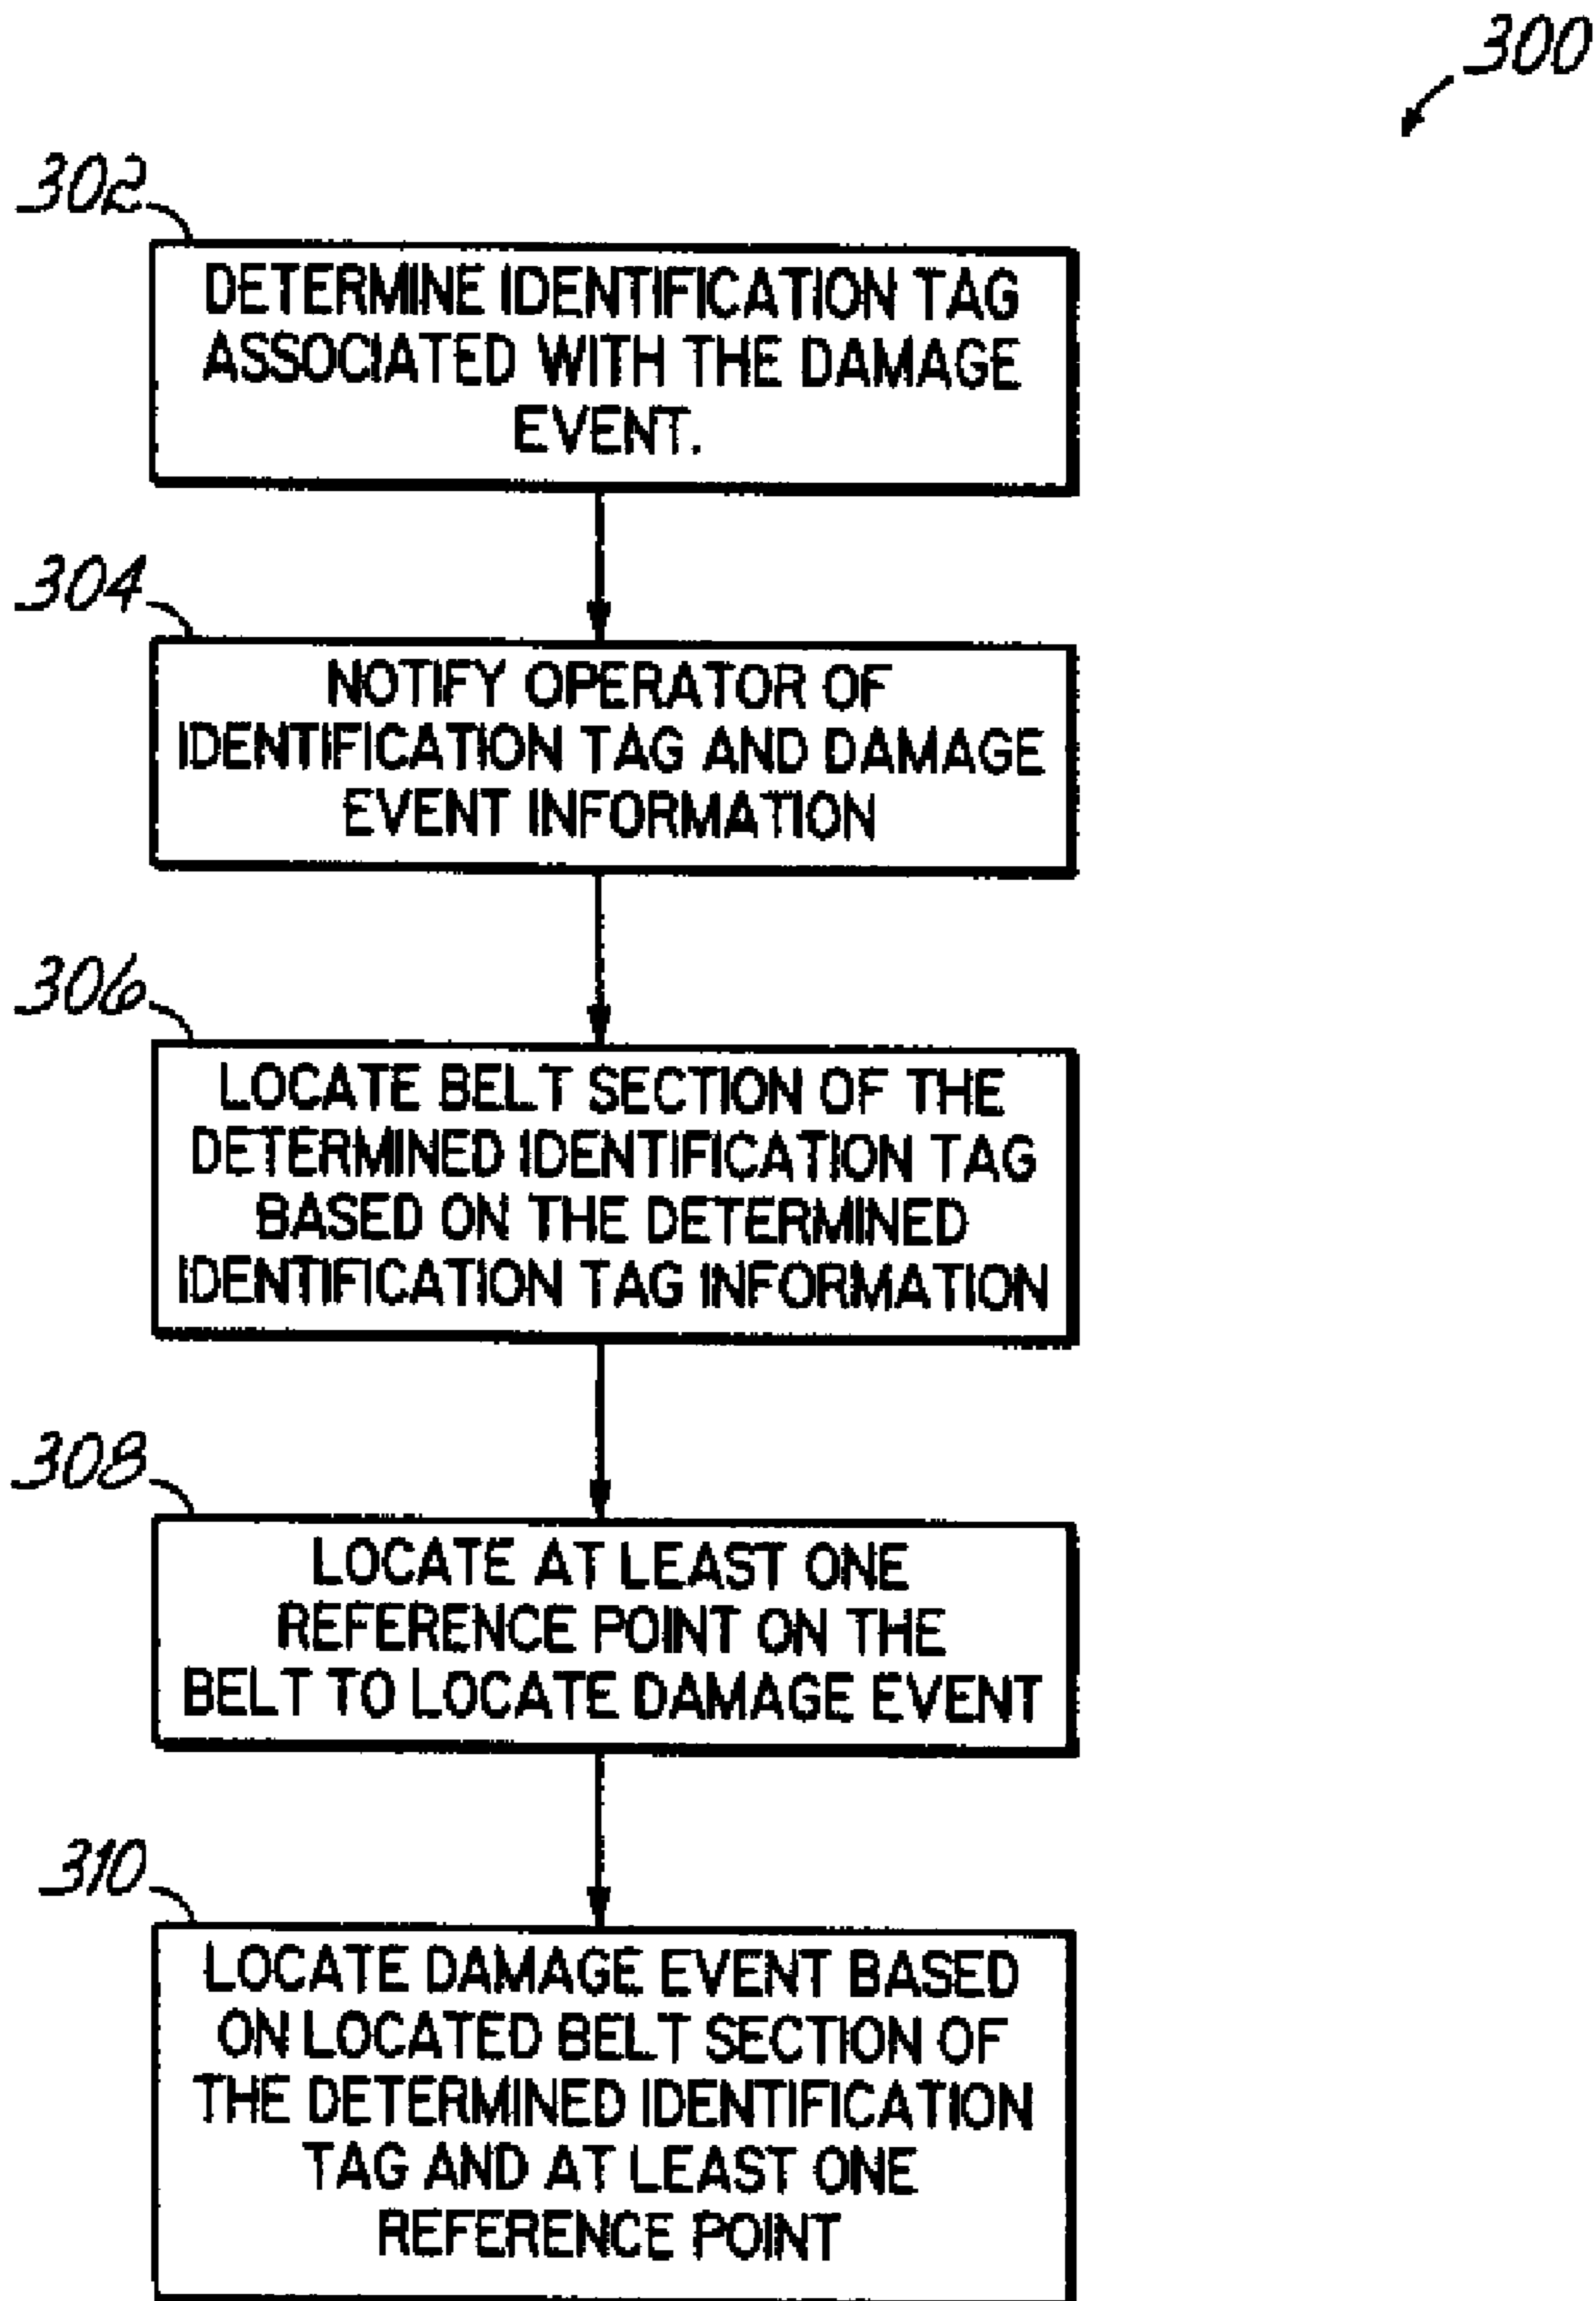 300
302
DETERMINE IDENTIFICATION TAG
ASSOCIATED WITH THE DAMAGE
EVENT.
304
NOTIFY OPERATOR OF
IDENTIFICATION TAG AND DAMAGE
EVENT INFORMATION
306
LOCATE BELT SECTION OF THE
DETERMINED IDENTIFICATION TAG
BASED ON THE DETERMINED
IDENTIFICATION TAG INFORMATION
308
LOCATE AT LEAST ONE
REFERENCE POINT ON THE
BELT TO LOCATE DAMAGE EVENT
310
LOCATE DAMAGE EVENT BASED
ON LOCATED BELT SECTION OF
THE DETERMINED IDENTIFICATION
TAG AND AT LEAST ONE
REFERENCE POINT